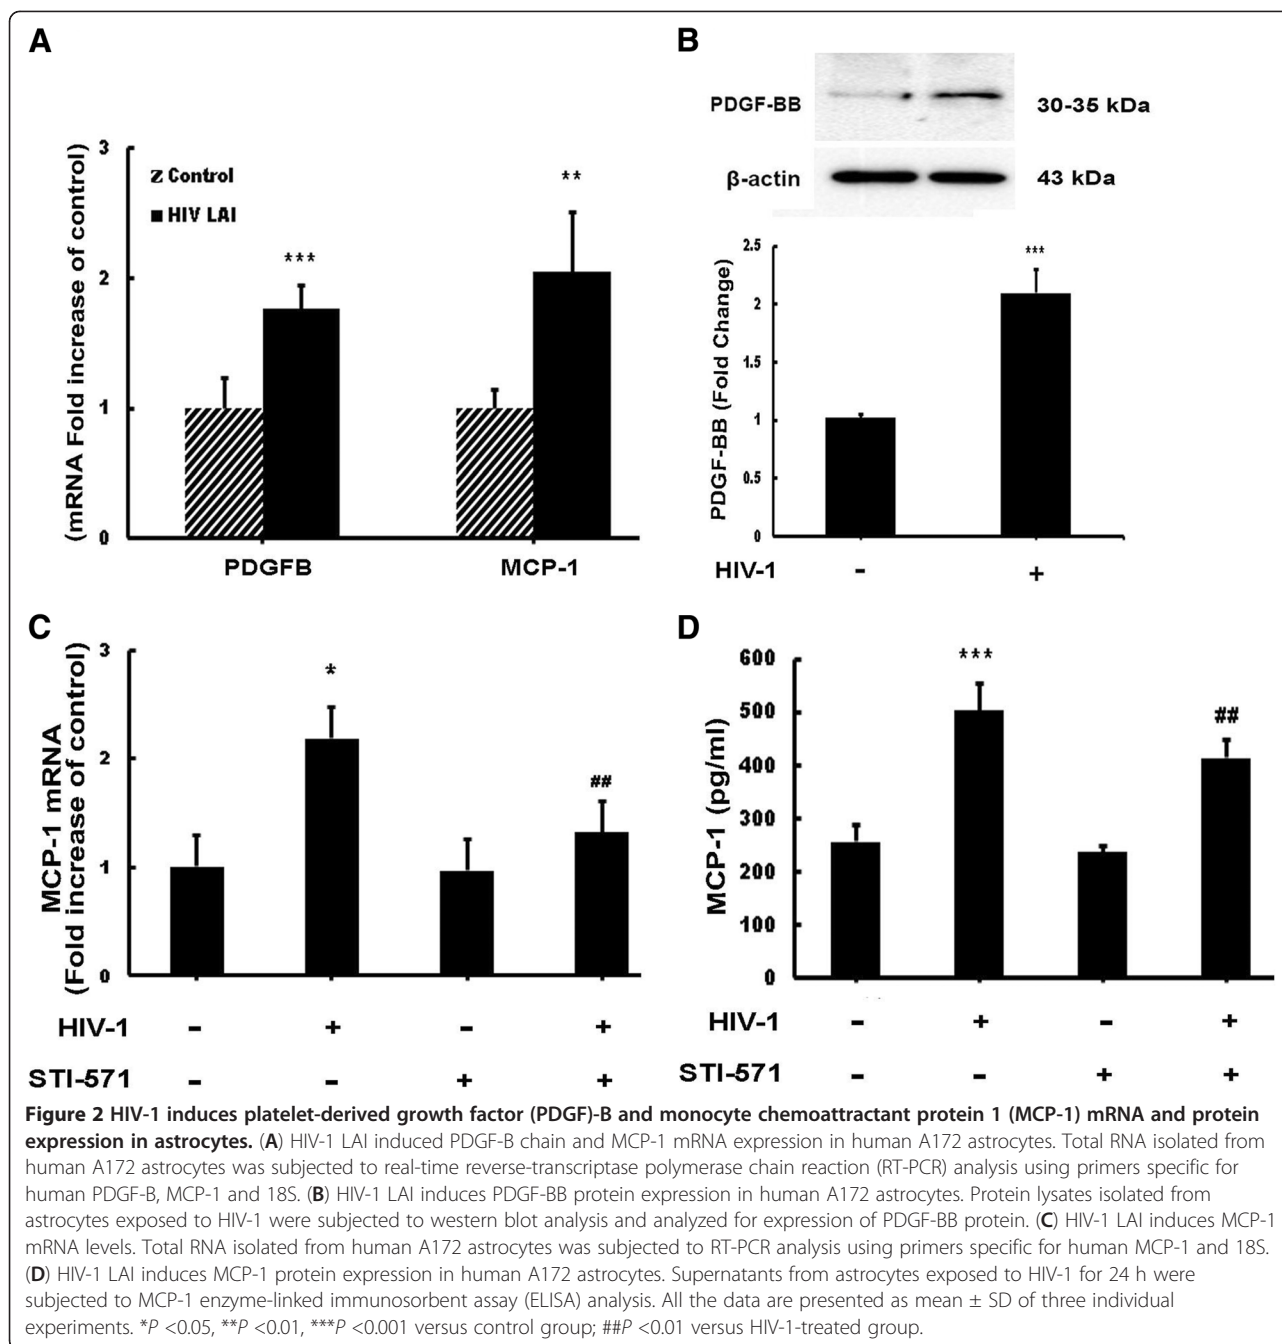 A
(mRNA Fold increase of control)
3
2
1
0
z Control
HIV LAI
***
**
PDGFB
MCP-1
B
PDGF-BB
30-35 kDa
β-actin
43 kDa
PDGF-BB (Fold Change)
2.5
2
1.5
1
0.5
0
***
HIV-1
-
+
C
MCP-1 mRNA
(Fold increase of control)
3
2
1
0
*
##
HIV-1
- + - +
STI-571
- - + +
D
MCP-1 (pg/ml)
600
500
400
300
200
100
0
***
##
HIV-1
- + - +
STI-571
- - + +
Figure 2 HIV-1 induces platelet-derived growth factor (PDGF)-B and monocyte chemoattractant protein 1 (MCP-1) mRNA and protein
expression in astrocytes. (A) HIV-1 LAI induced PDGF-B chain and MCP-1 mRNA expression in human A172 astrocytes. Total RNA isolated from
human A172 astrocytes was subjected to real-time reverse-transcriptase polymerase chain reaction (RT-PCR) analysis using primers specific for
human PDGF-B, MCP-1 and 18S. (B) HIV-1 LAI induces PDGF-BB protein expression in human A172 astrocytes. Protein lysates isolated from
astrocytes exposed to HIV-1 were subjected to western blot analysis and analyzed for expression of PDGF-BB protein. (C) HIV-1 LAI induces MCP-1
mRNA levels. Total RNA isolated from human A172 astrocytes was subjected to RT-PCR analysis using primers specific for human MCP-1 and 18S.
(D) HIV-1 LAI induces MCP-1 protein expression in human A172 astrocytes. Supernatants from astrocytes exposed to HIV-1 for 24 h were
subjected to MCP-1 enzyme-linked immunosorbent assay (ELISA) analysis. All the data are presented as mean ± SD of three individual
experiments. *P <0.05, **P <0.01, ***P <0.001 versus control group; ##P <0.01 versus HIV-1-treated group.